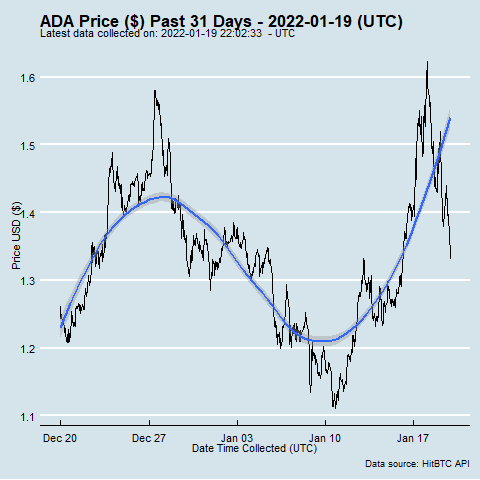 ADA Price ($) Past 31 Days - 2022-01-19 (UTC)
Latest data collected on: 2022-01-19 22:02:33  - UTC
1.6
1.5
1.4
1.3
1.2
1.1
Price USD ($)
Dec 20 Dec 27 Jan 03 Jan 10 Jan 17
Date Time Collected (UTC)
Data source: HitBTC API